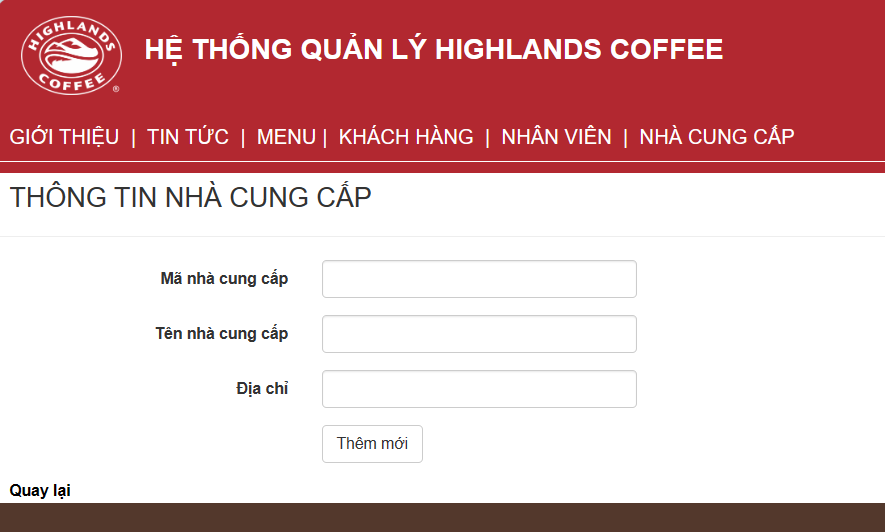 HIGHLANDS
COFFEE
®
HỆ THỐNG QUẢN LÝ HIGHLANDS COFFEE
GIỚI THIỆU | TIN TỨC | MENU | KHÁCH HÀNG | NHÂN VIÊN | NHÀ CUNG CẤP
THÔNG TIN NHÀ CUNG CẤP
Mã nhà cung cấp
Tên nhà cung cấp
Địa chỉ
Thêm mới
Quay lại